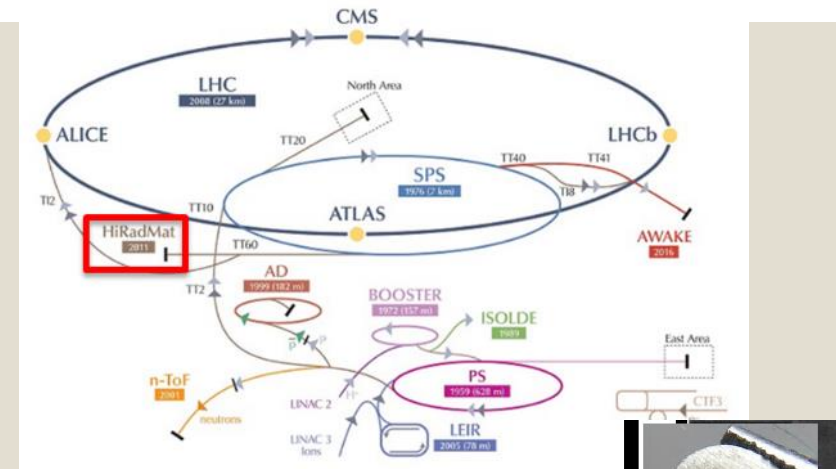 CMS
LHC
2008 (27 km)
North Area
ALICE
LHCb
TT20
TT40
TT41
SPS
1976 (7 km)
TI8
TI2
TT10
ATLAS
HiRadMat
2011
TT60
AWAKE
2016
AD
1999 (182 m)
TT2
BOOSTER
1972 (157 m)
ISOLDE
1989
East Area
p̅
p
n-ToF
2001
PS
1959 (628 m)
H⁺
neutrons
LINAC 2
CTF3
LEIR
2005 (78 m)
LINAC 3
Ions